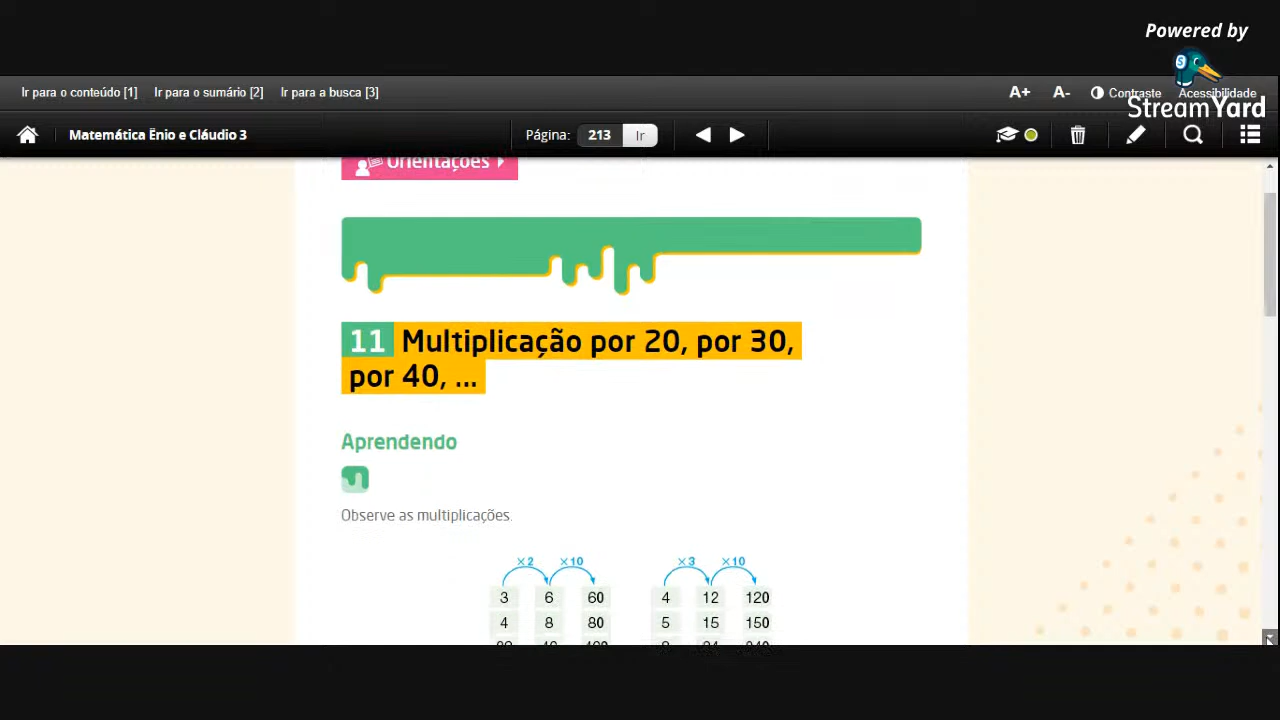 Powered by
StreamYard
Ir para o conteúdo [1] Ir para o sumário [2] Ir para a busca [3] A+ A- Contraste Acessibilidade
Matemática Ênio e Cláudio 3 Página: 213 Ir
Orientações
11 Multiplicação por 20, por 30,
por 40, ...
Aprendendo
Observe as multiplicações.
×2 ×10 ×3 ×10
3 6 60 4 12 120
4 8 80 5 15 150